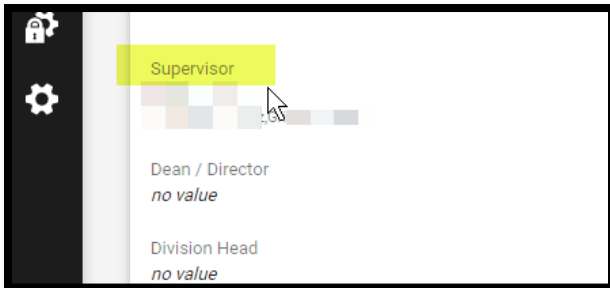 Supervisor
Dean / Director
no value
Division Head
no value